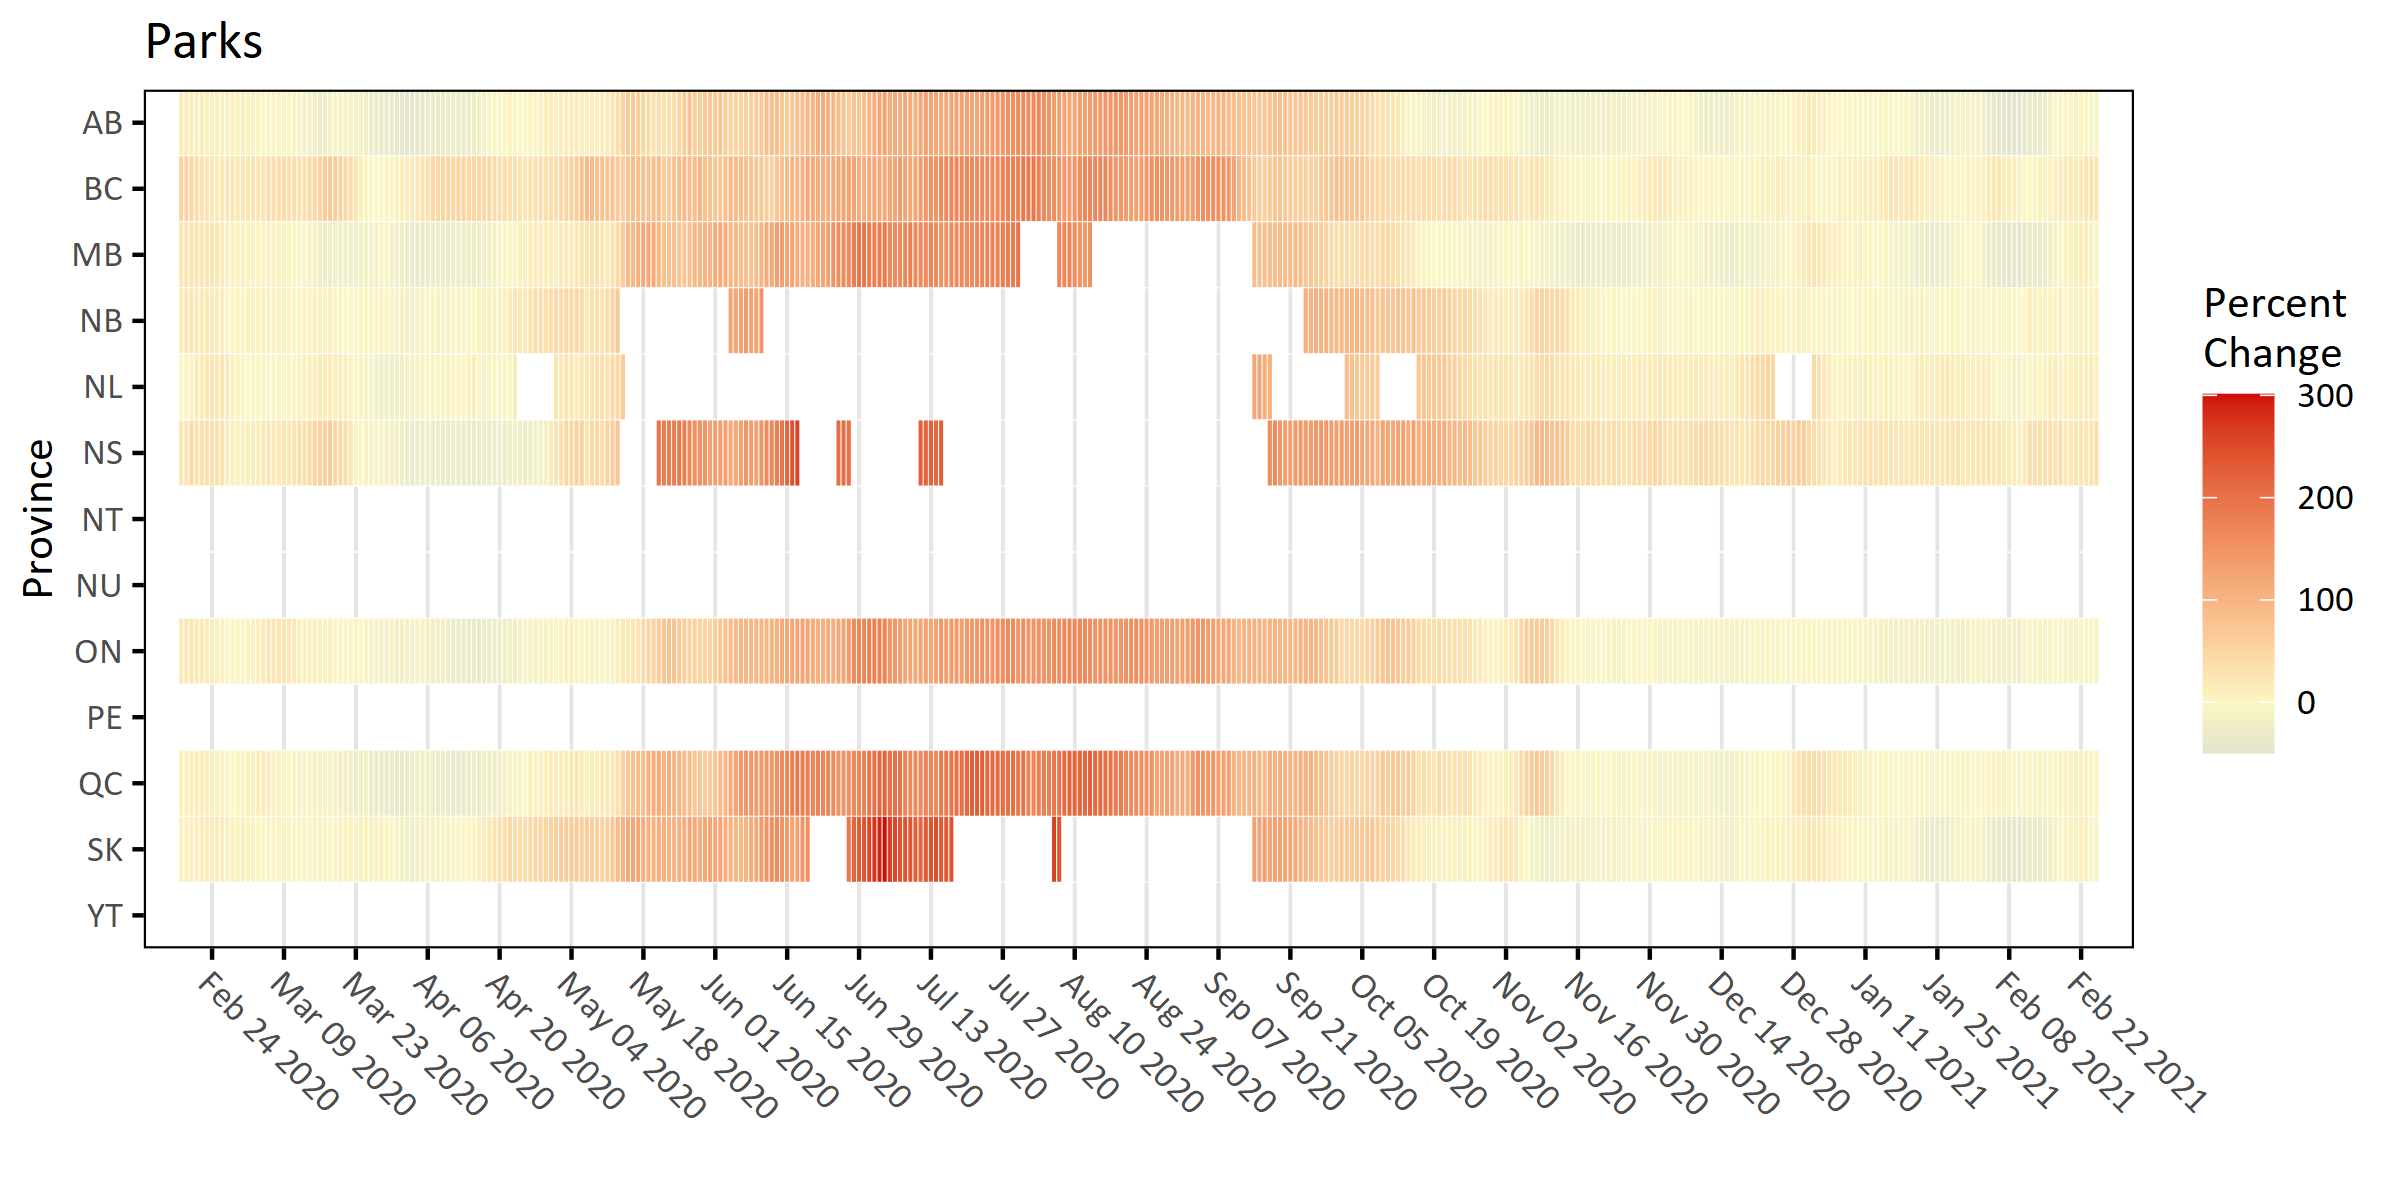 Parks
Province
AB
BC
MB
NB
NL
NS
NT
NU
ON
PE
QC
SK
YT
Feb 24 2020
Mar 09 2020
Mar 23 2020
Apr 06 2020
Apr 20 2020
May 04 2020
May 18 2020
Jun 01 2020
Jun 15 2020
Jun 29 2020
Jul 13 2020
Jul 27 2020
Aug 10 2020
Aug 24 2020
Sep 07 2020
Sep 21 2020
Oct 05 2020
Oct 19 2020
Nov 02 2020
Nov 16 2020
Nov 30 2020
Dec 14 2020
Dec 28 2020
Jan 11 2021
Jan 25 2021
Feb 08 2021
Feb 22 2021
Percent
Change
300
200
100
0